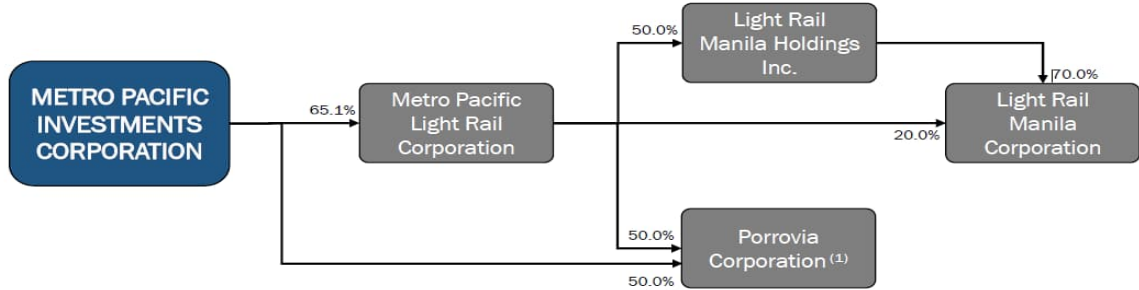 METRO PACIFIC
INVESTMENTS
CORPORATION
65.1%
Metro Pacific
Light Rail
Corporation
50.0%
Light Rail
Manila Holdings
Inc.
70.0%
20.0%
Light Rail
Manila
Corporation
50.0%
50.0%
Porrovia
Corporation (1)